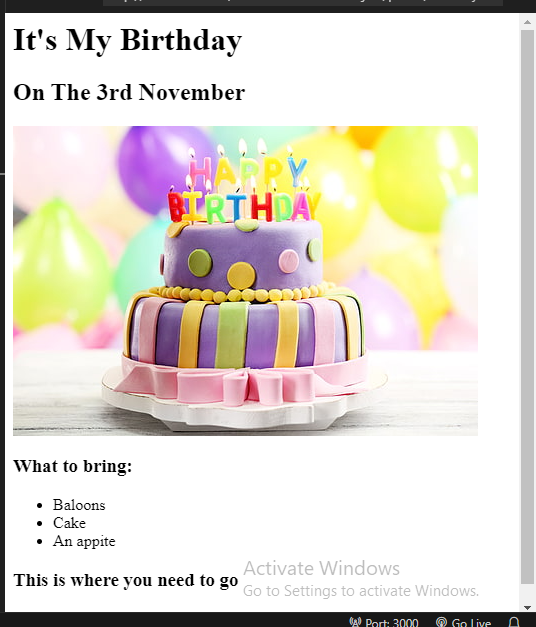 It's My Birthday
On The 3rd November
HAPPY
BIRTHDAY
What to bring:
Baloons
Cake
An appite
This is where you need to go
Activate Windows
Go to Settings to activate Windows.
Port: 3000 Go Live